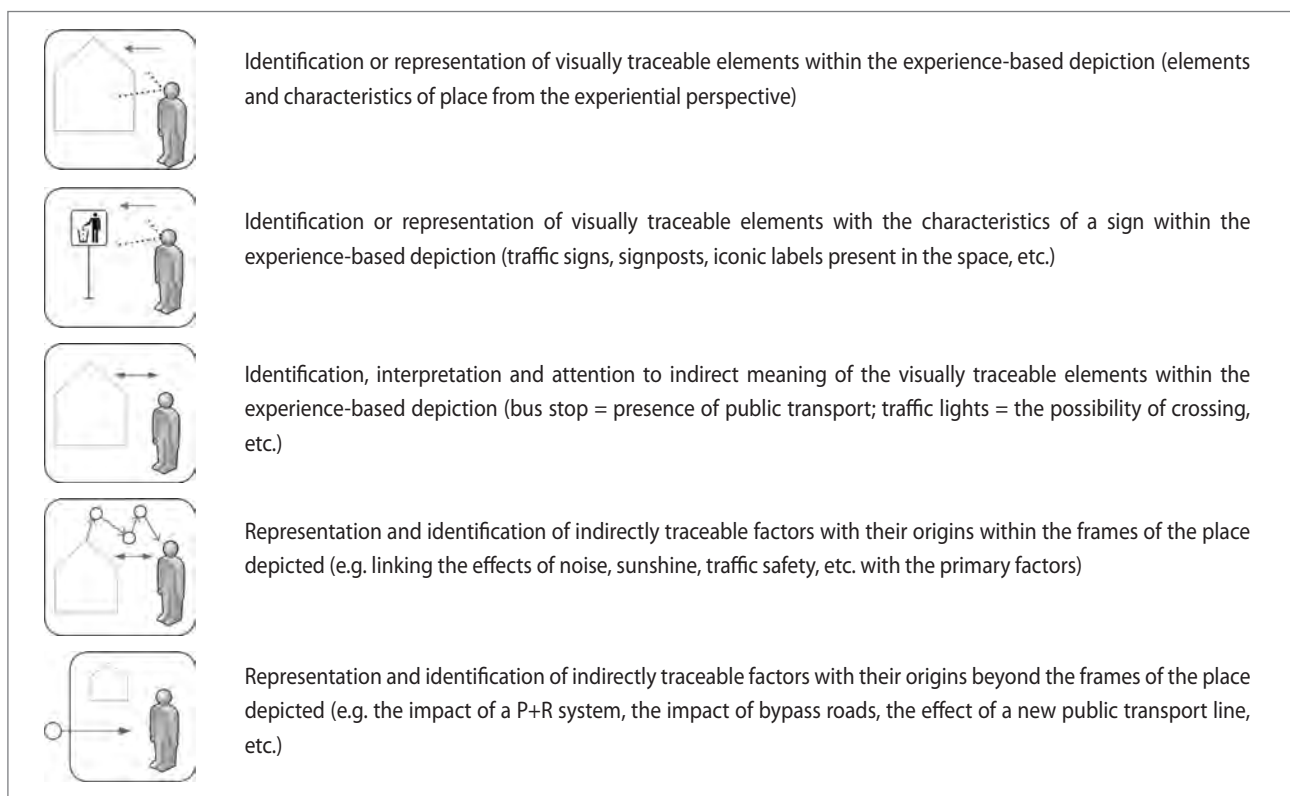 Identification or representation of visually traceable elements within the experience-based depiction (elements
and characteristics of place from the experiential perspective)
Identification or representation of visually traceable elements with the characteristics of a sign within the
experience-based depiction (traffic signs, signposts, iconic labels present in the space, etc.)
Identification, interpretation and attention to indirect meaning of the visually traceable elements within the
experience-based depiction (bus stop = presence of public transport; traffic lights = the possibility of crossing,
etc.)
Representation and identification of indirectly traceable factors with their origins within the frames of the place
depicted (e.g. linking the effects of noise, sunshine, traffic safety, etc. with the primary factors)
Representation and identification of indirectly traceable factors with their origins beyond the frames of the place
depicted (e.g. the impact of a P+R system, the impact of bypass roads, the effect of a new public transport line,
etc.)